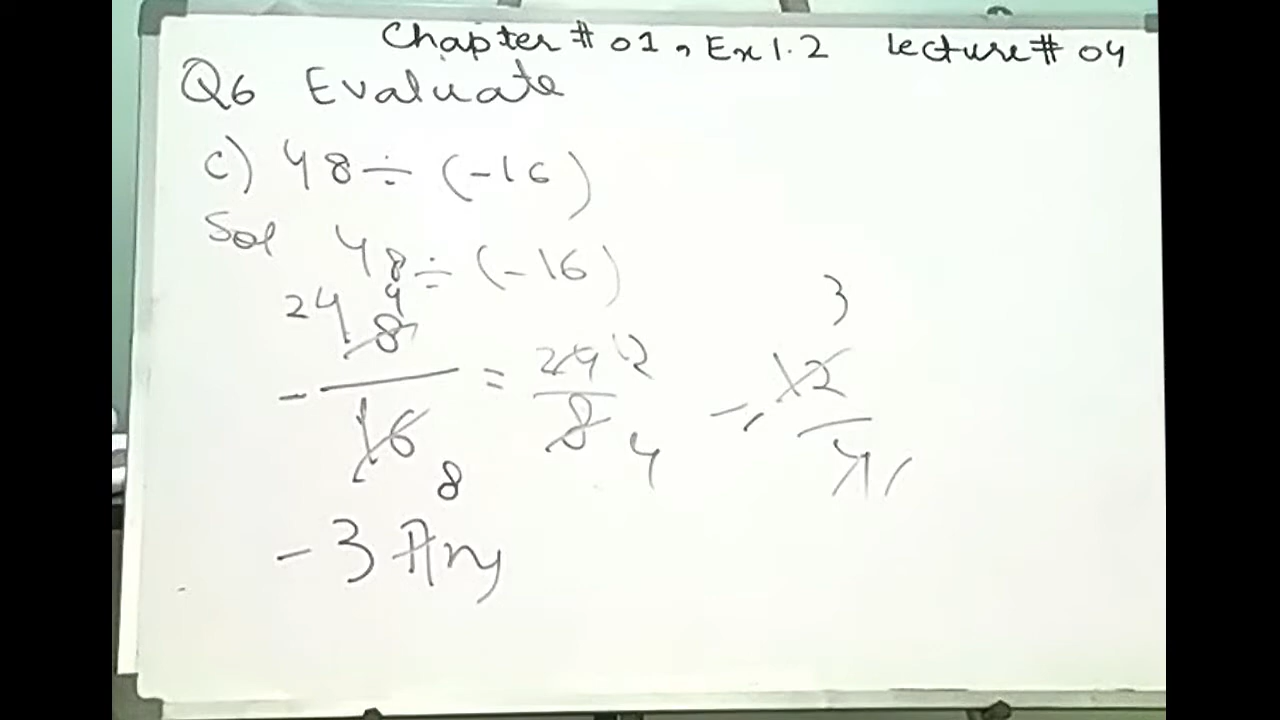 Chapter # 01, Ex 1.2 Lecture # 04
Q6 Evaluate
c) 48 ÷ (-16)
Sol 48 ÷ (-16)
24 4 3
- 48 = 24 12 = 12
16 8 8 4 4 1
- 3 Ans